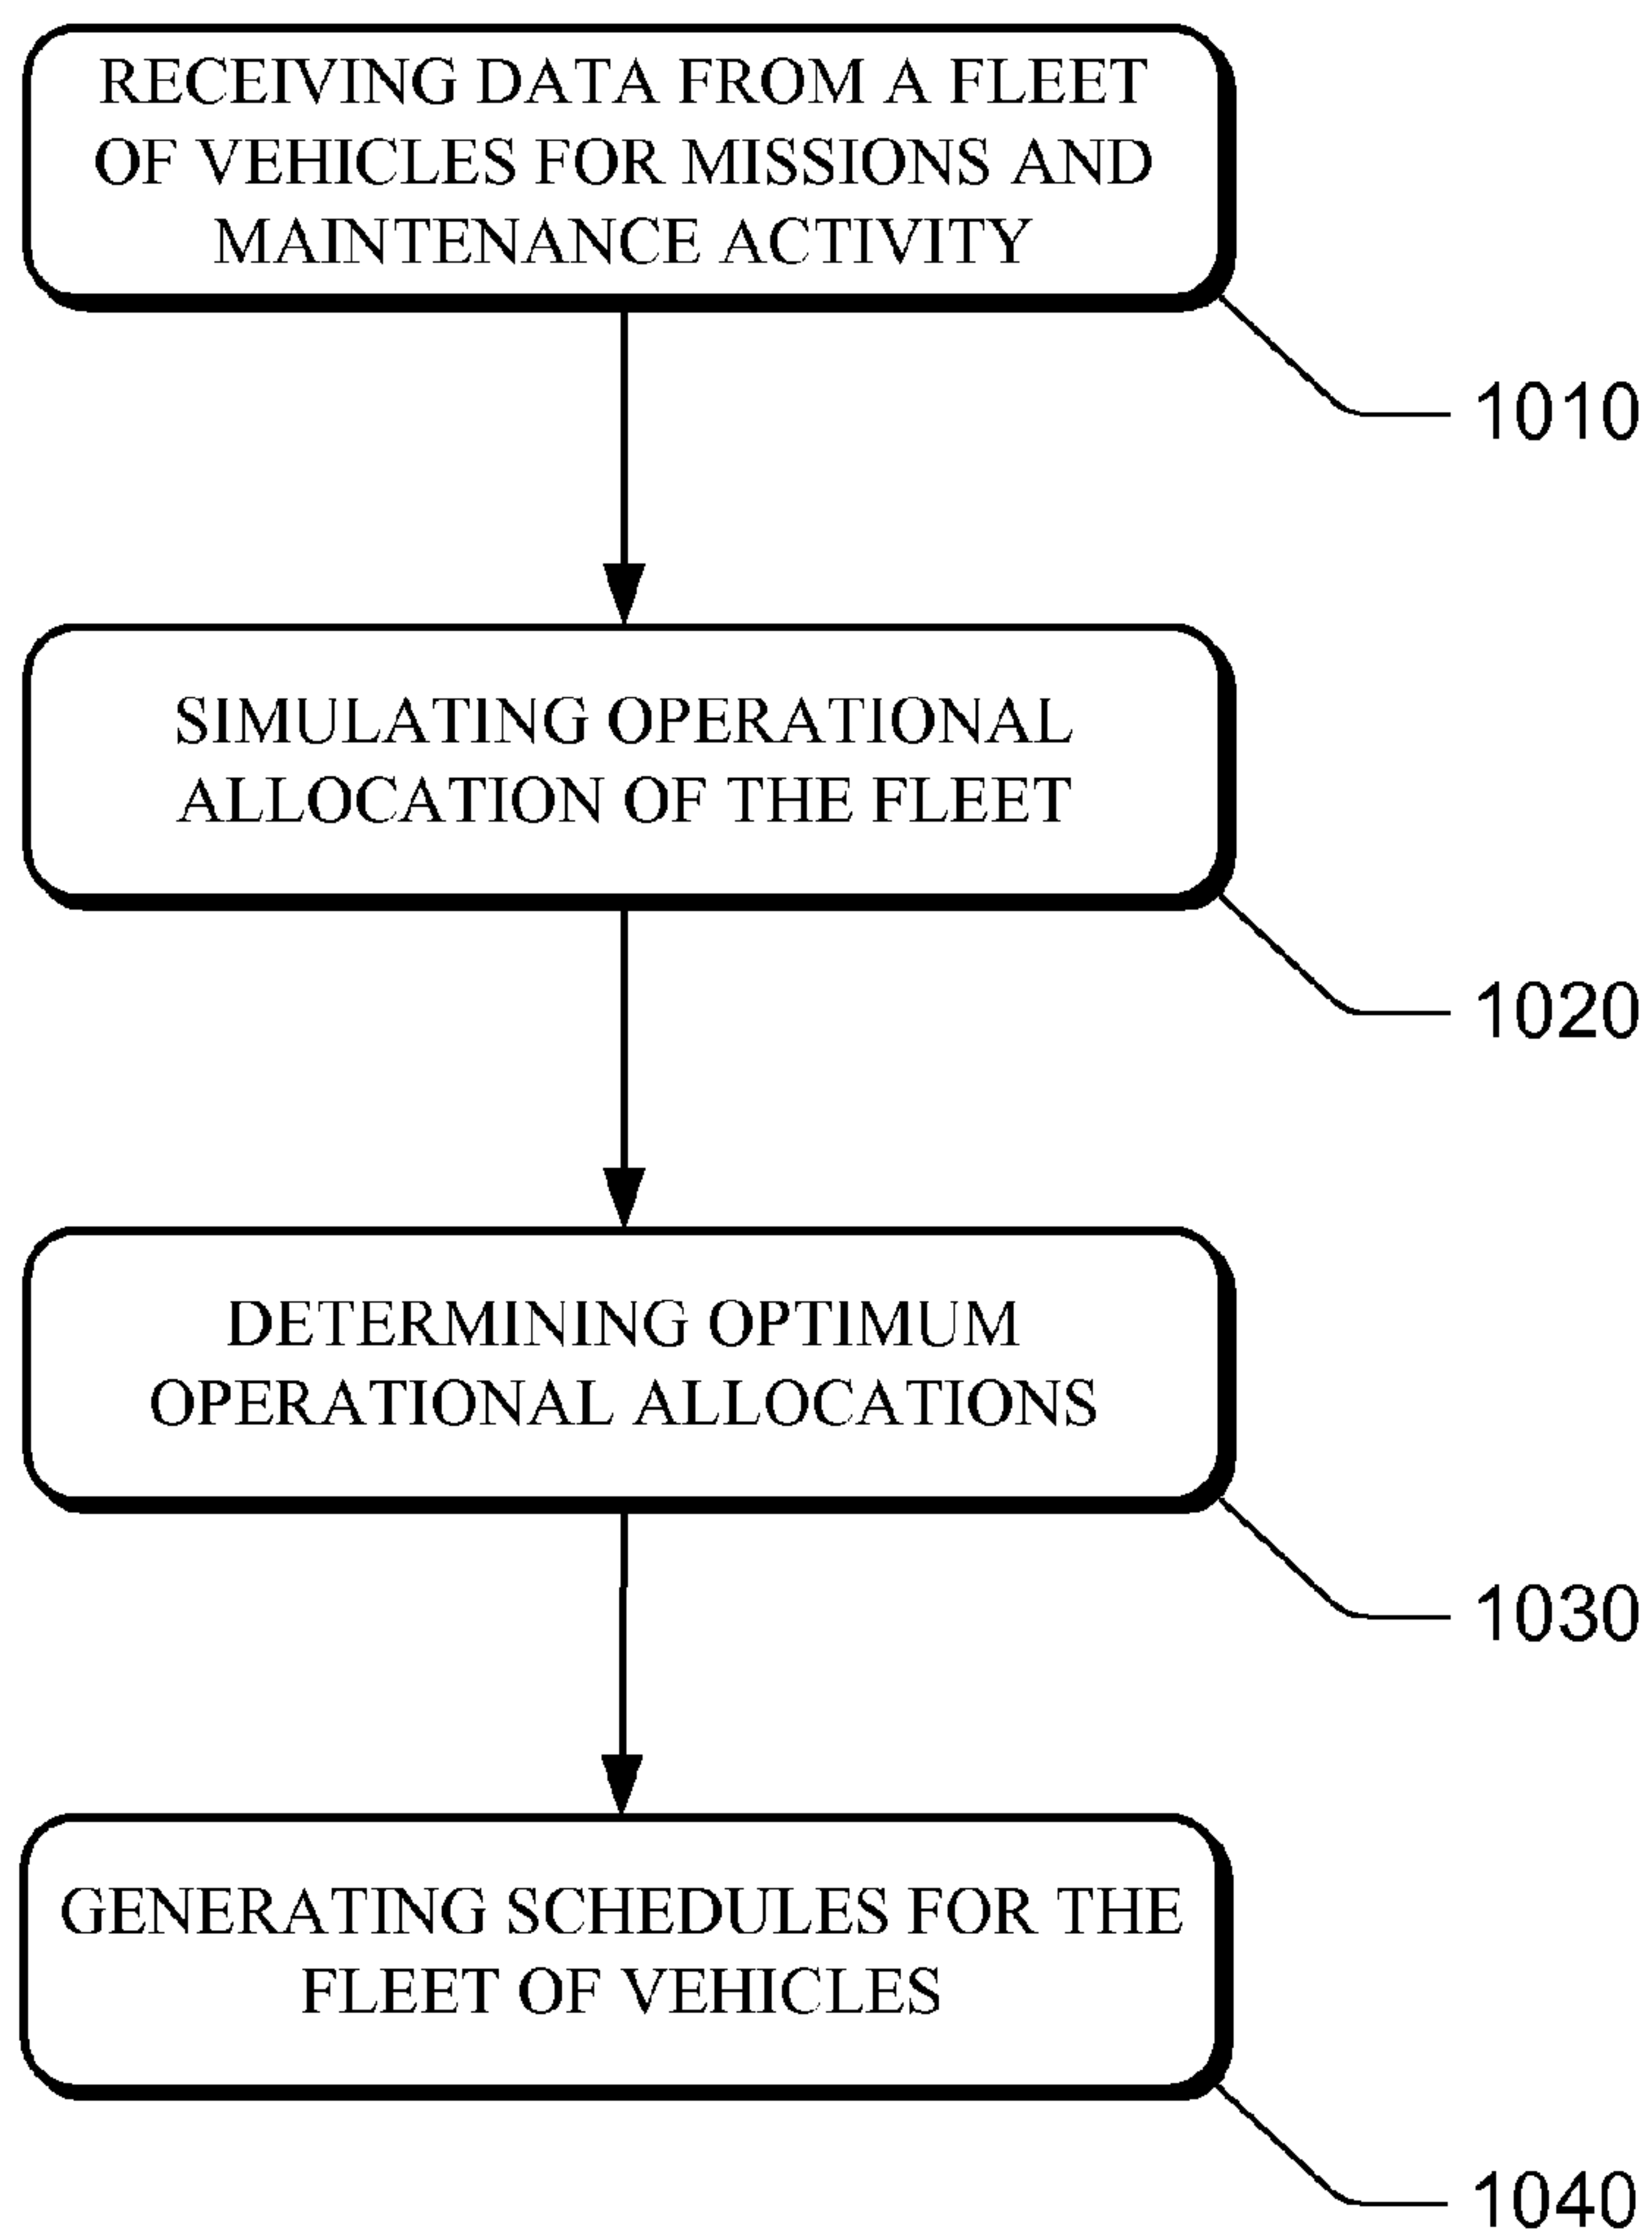 RECEIVING DATA FROM A FLEET
OF VEHICLES FOR MISSIONS AND
MAINTENANCE ACTIVITY
1010
SIMULATING OPERATIONAL
ALLOCATION OF THE FLEET
1020
DETERMINING OPTIMUM
OPERATIONAL ALLOCATIONS
1030
GENERATING SCHEDULES FOR THE
FLEET OF VEHICLES
1040